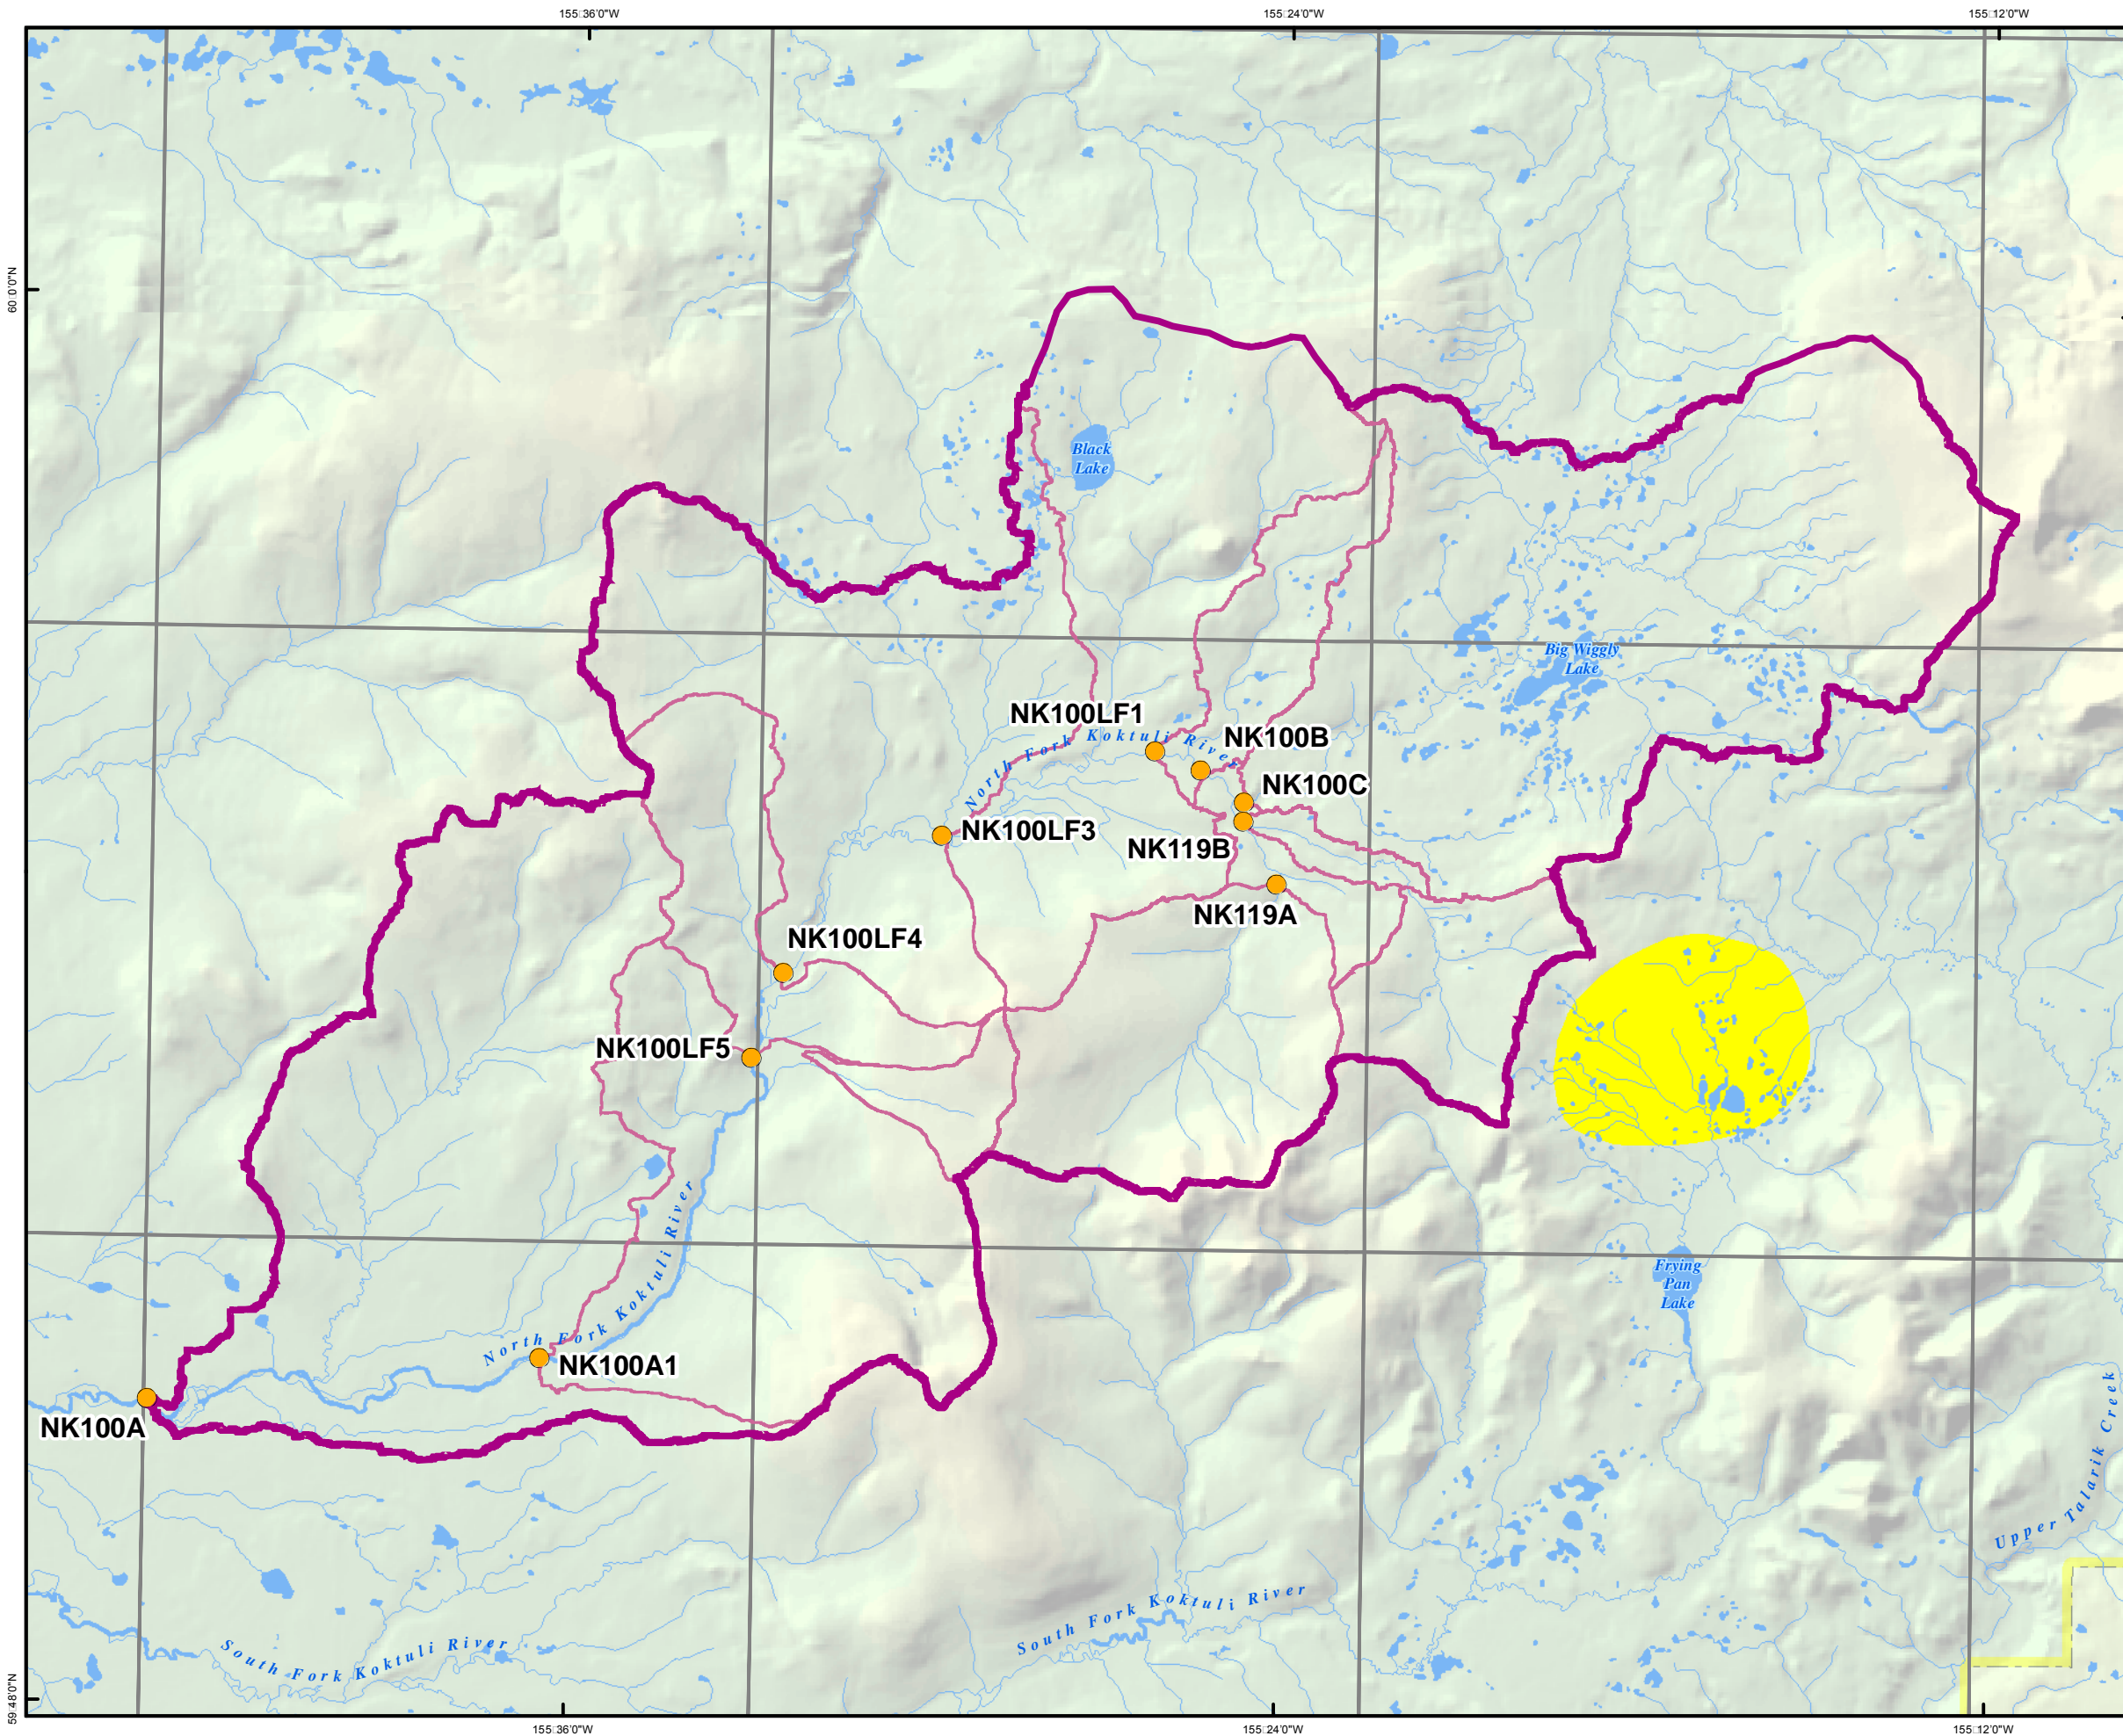 155°36'0"W
155°24'0"W
155°12'0"W
60°0'0"N
Black
Lake
Big Wiggly
Lake
NK100LF1
North Fork Koktuli River
NK100B
NK100C
NK100LF3
NK119B
NK119A
NK100LF4
NK100LF5
North Fork Koktuli River
Frying
Pan
Lake
NK100A1
NK100A
Upper Talarik Creek
South Fork Koktuli River
South Fork Koktuli River
59°48'0"N
155°36'0"W
155°24'0"W
155°12'0"W